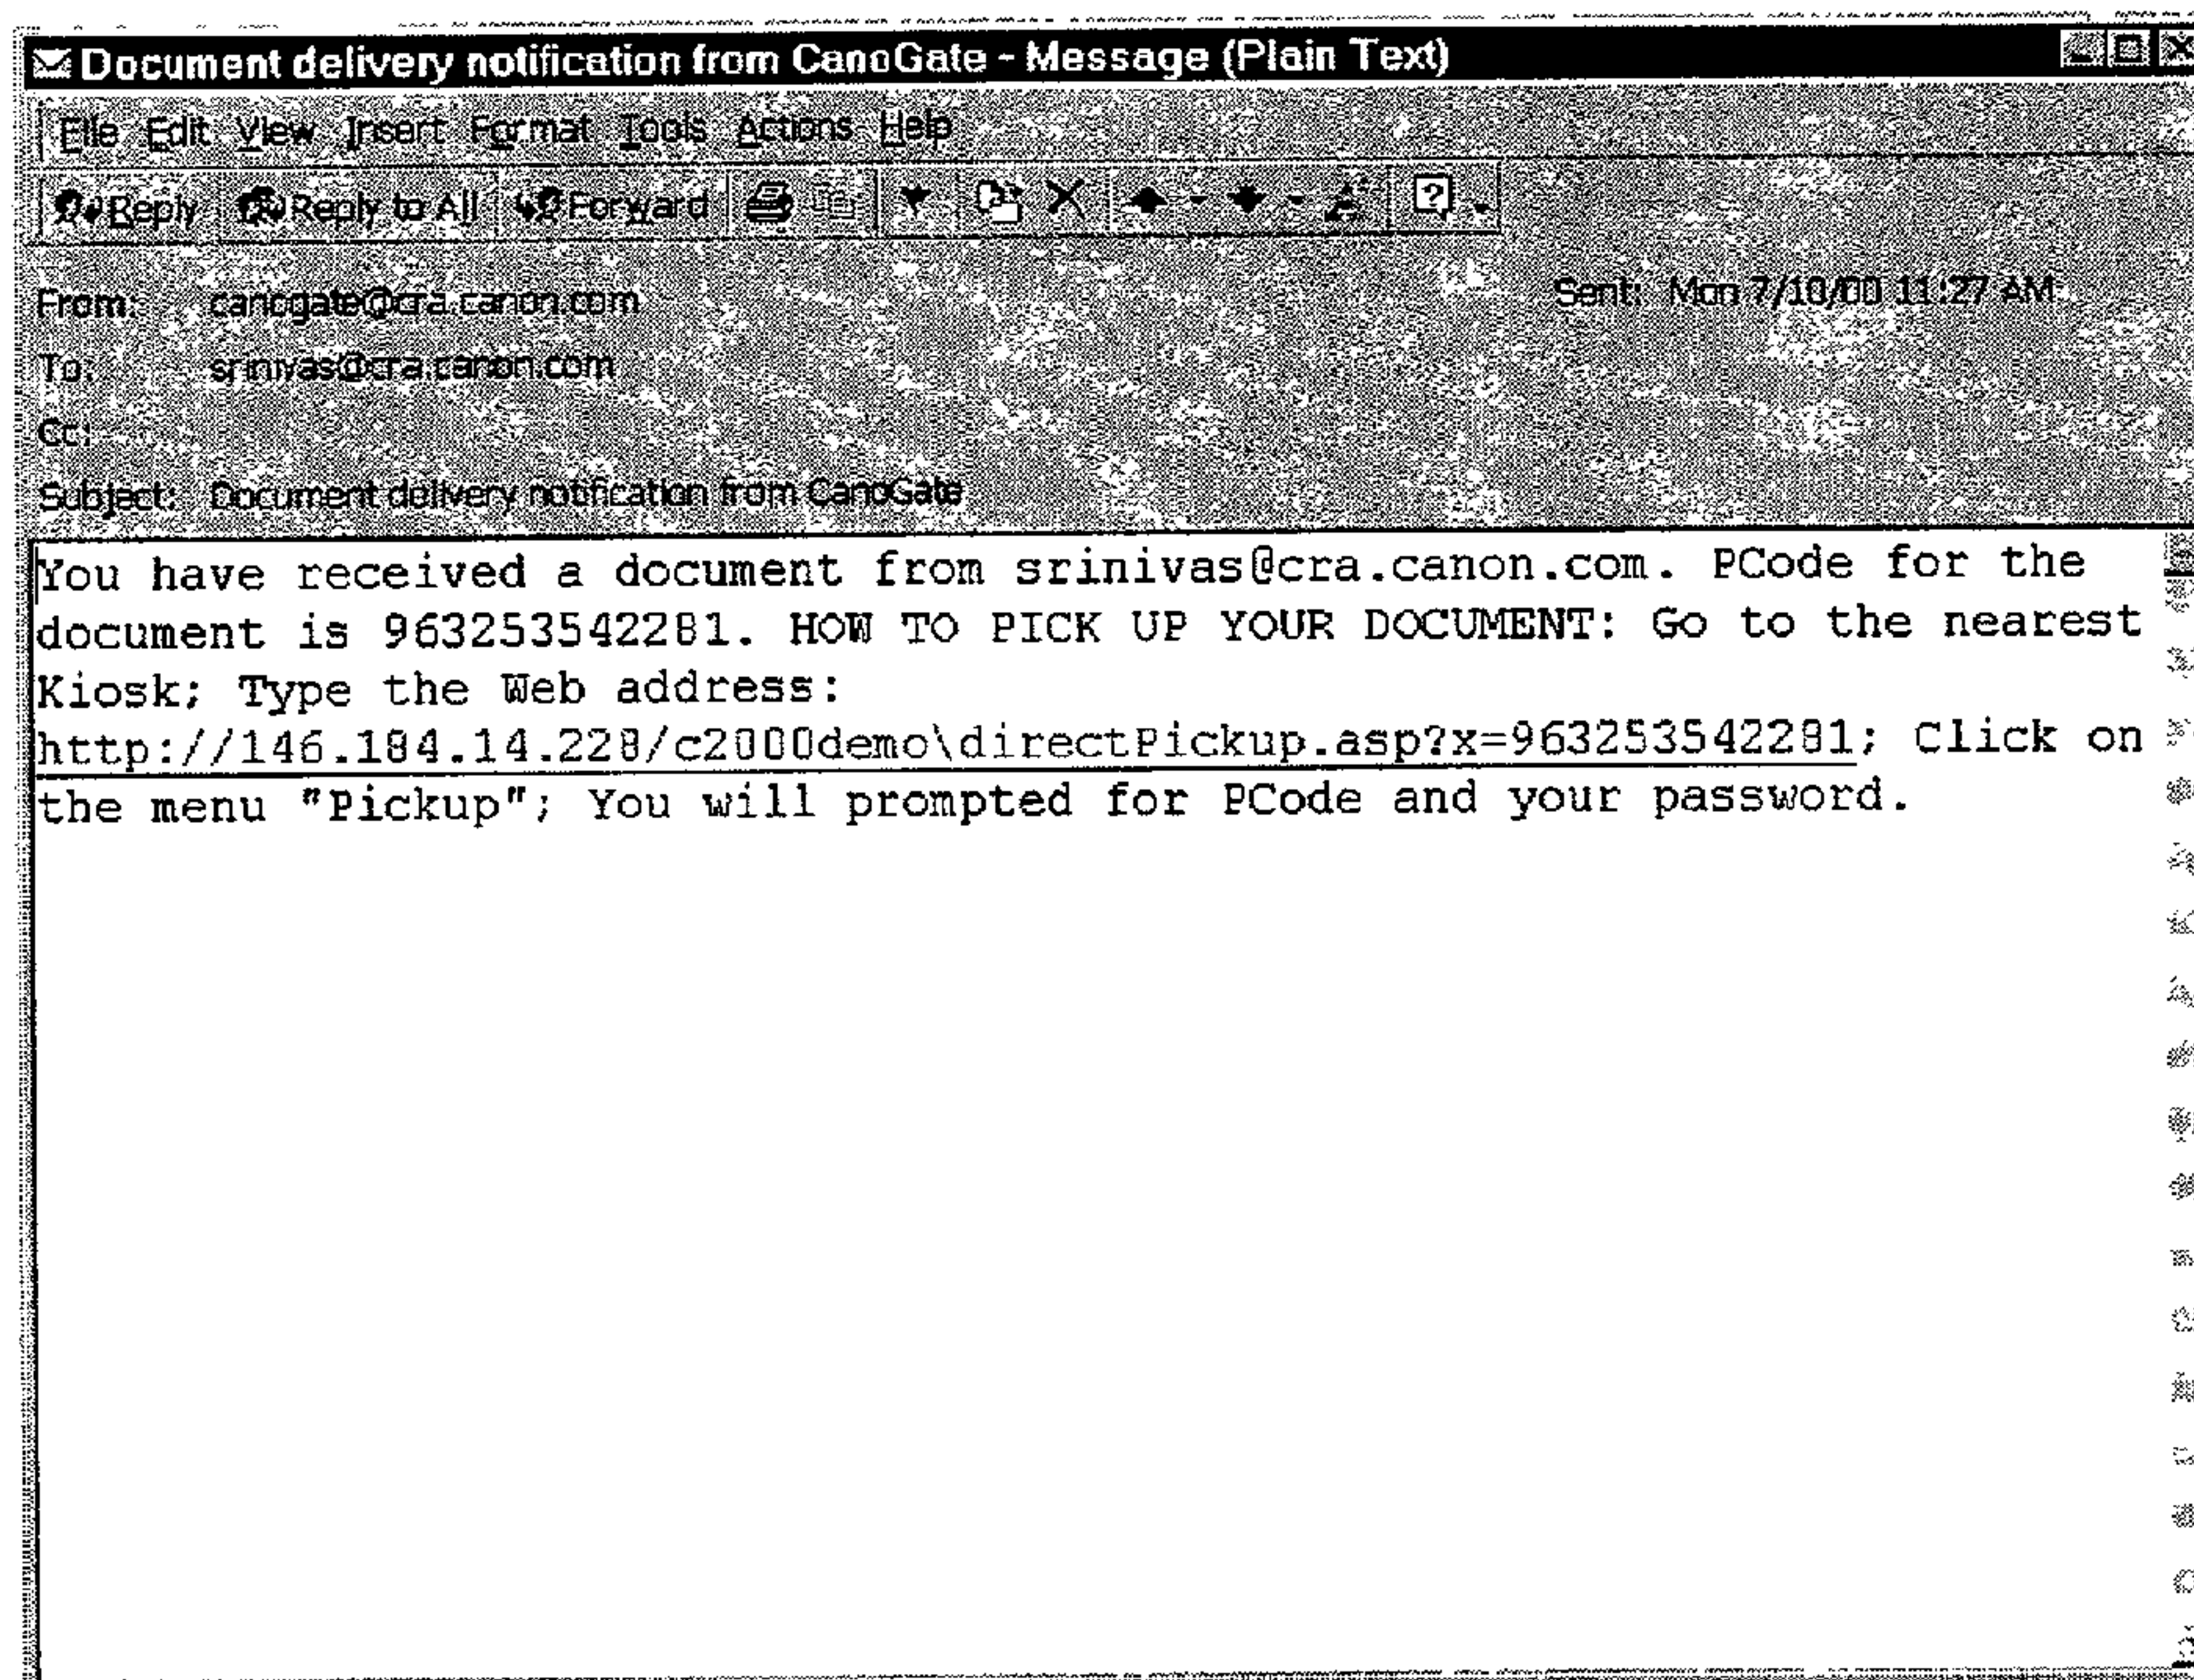 Document delivery notification from CanoGate - Message (Plain Text)
File Edit View Insert Format Tools Actions Help
Reply Reply to All Forward
From: canogate@cra.canon.com Sent: Mon 7/10/00 11:27 AM
To: srinivas@cra.canon.com
Cc:
Subject: Document delivery notification from CanoGate
You have received a document from srinivas@cra.canon.com. PCode for the
document is 963253542281. HOW TO PICK UP YOUR DOCUMENT: Go to the nearest
Kiosk; Type the Web address:
http://146.184.14.228/c2000demo\directPickup.asp?x=963253542281; Click on
the menu "Pickup"; You will prompted for PCode and your password.